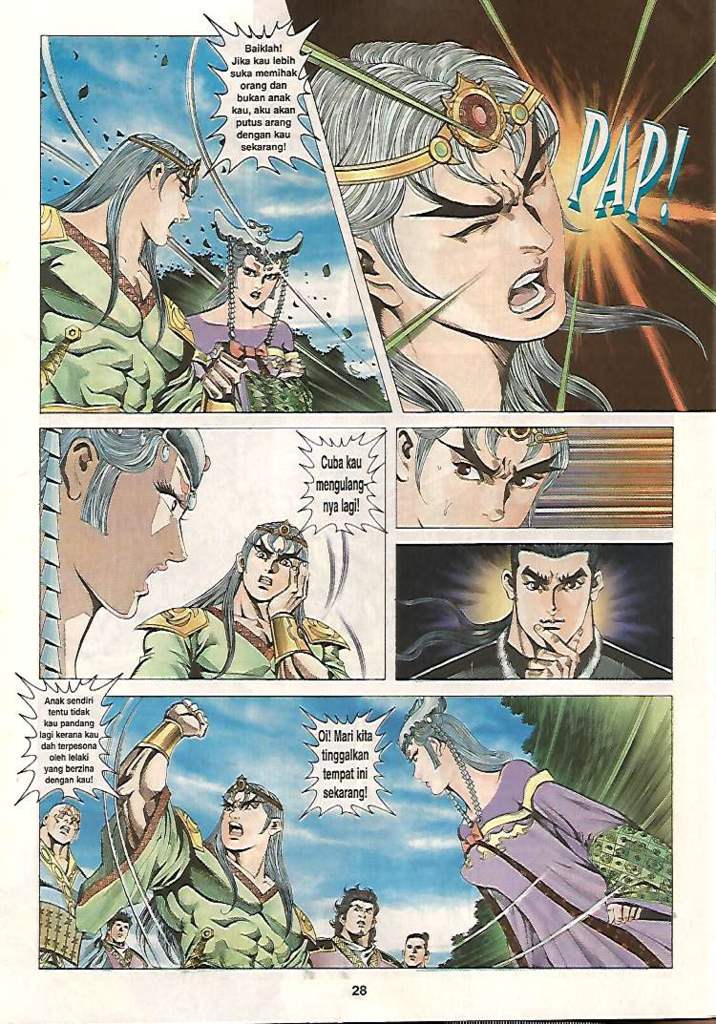 Baiklah!
Jika kau lebih
suka memihak
orang dan
bukan anak
kau, aku akan
putus arang
dengan kau
sekarang!
PAP!
Cuba kau
mengulang-
nya lagi!
Anak sendiri
tentu tidak
kau pandang
lagi kerana kau
dah terpesona
oleh lelaki
yang berzina
dengan kau!
Oi! Mari kita
tinggalkan
tempat ini
sekarang!
28